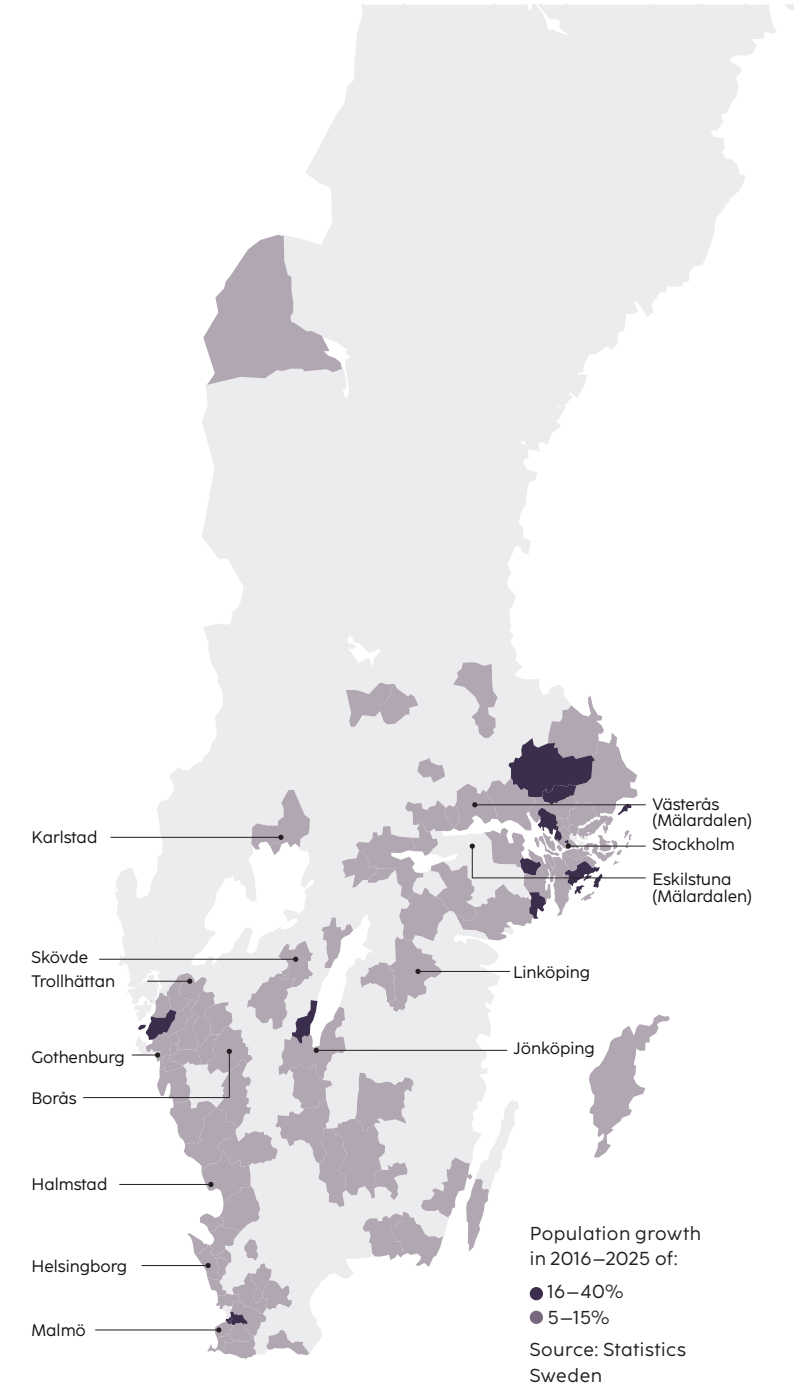 Västerås
(Mälardalen)
Karlstad
Stockholm
Eskilstuna
(Mälardalen)
Skövde
Linköping
Trollhättan
Jönköping
Gothenburg
Borås
Halmstad
Helsingborg
Malmö
Population growth
in 2016–2025 of:
16–40%
5–15%
Source: Statistics
Sweden